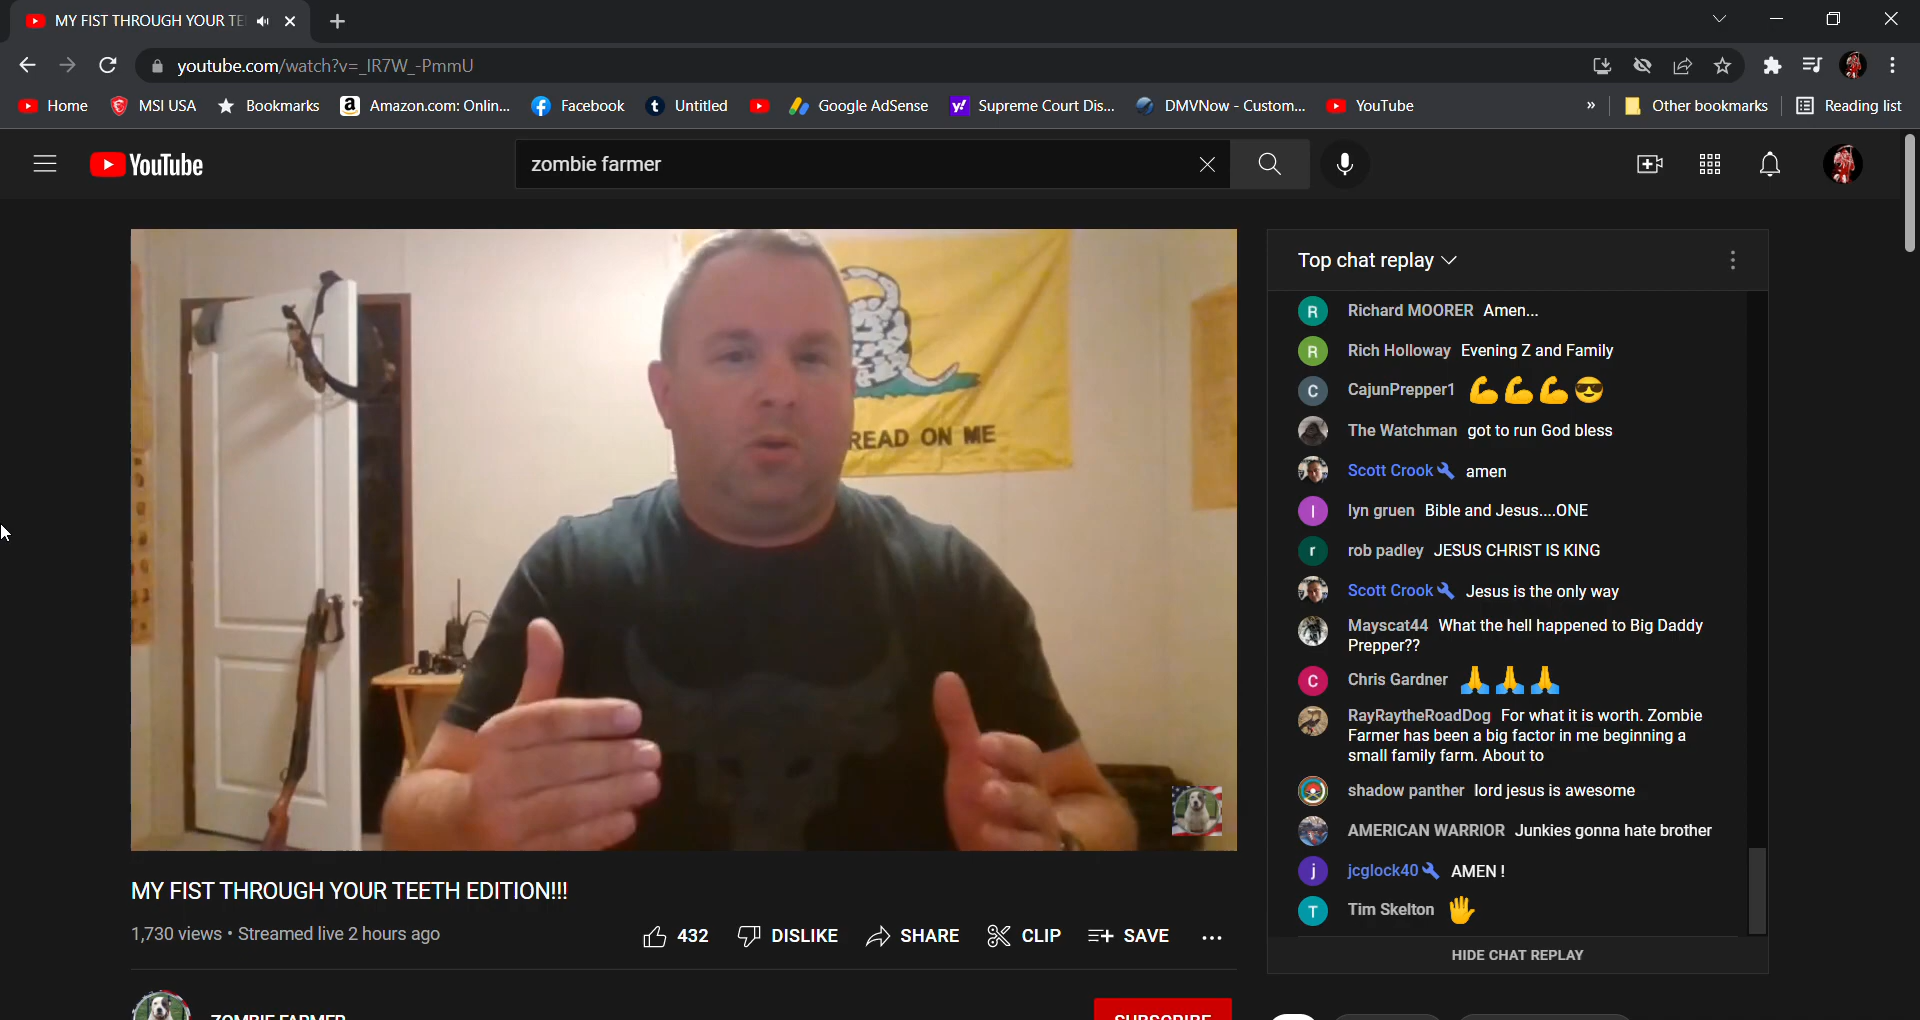 MY FIST THROUGH YOUR TE
youtube.com/watch?v=_IR7W_-PmmU
Home MSI USA Bookmarks Amazon.com: Onlin... Facebook Untitled Google AdSense Supreme Court Dis... DMVNow - Custom... YouTube » Other bookmarks Reading list
YouTube
zombie farmer
READ ON ME
Top chat replay
Richard MOORER Amen...
Rich Holloway Evening Z and Family
CajunPrepper1 💪💪💪😎
The Watchman got to run God bless
Scott Crook amen
lyn gruen Bible and Jesus....ONE
rob padley JESUS CHRIST IS KING
Scott Crook Jesus is the only way
Mayscat44 What the hell happened to Big Daddy
Prepper??
Chris Gardner 🙏🙏🙏
RayRaytheRoadDog For what it is worth. Zombie
Farmer has been a big factor in me beginning a
small family farm. About to
shadow panther lord jesus is awesome
AMERICAN WARRIOR Junkies gonna hate brother
jcglock40 AMEN !
Tim Skelton 🖐
HIDE CHAT REPLAY
MY FIST THROUGH YOUR TEETH EDITION!!!
1,730 views • Streamed live 2 hours ago
432 DISLIKE SHARE CLIP SAVE ...
ZOMBIE FARMER
SUBSCRIBE